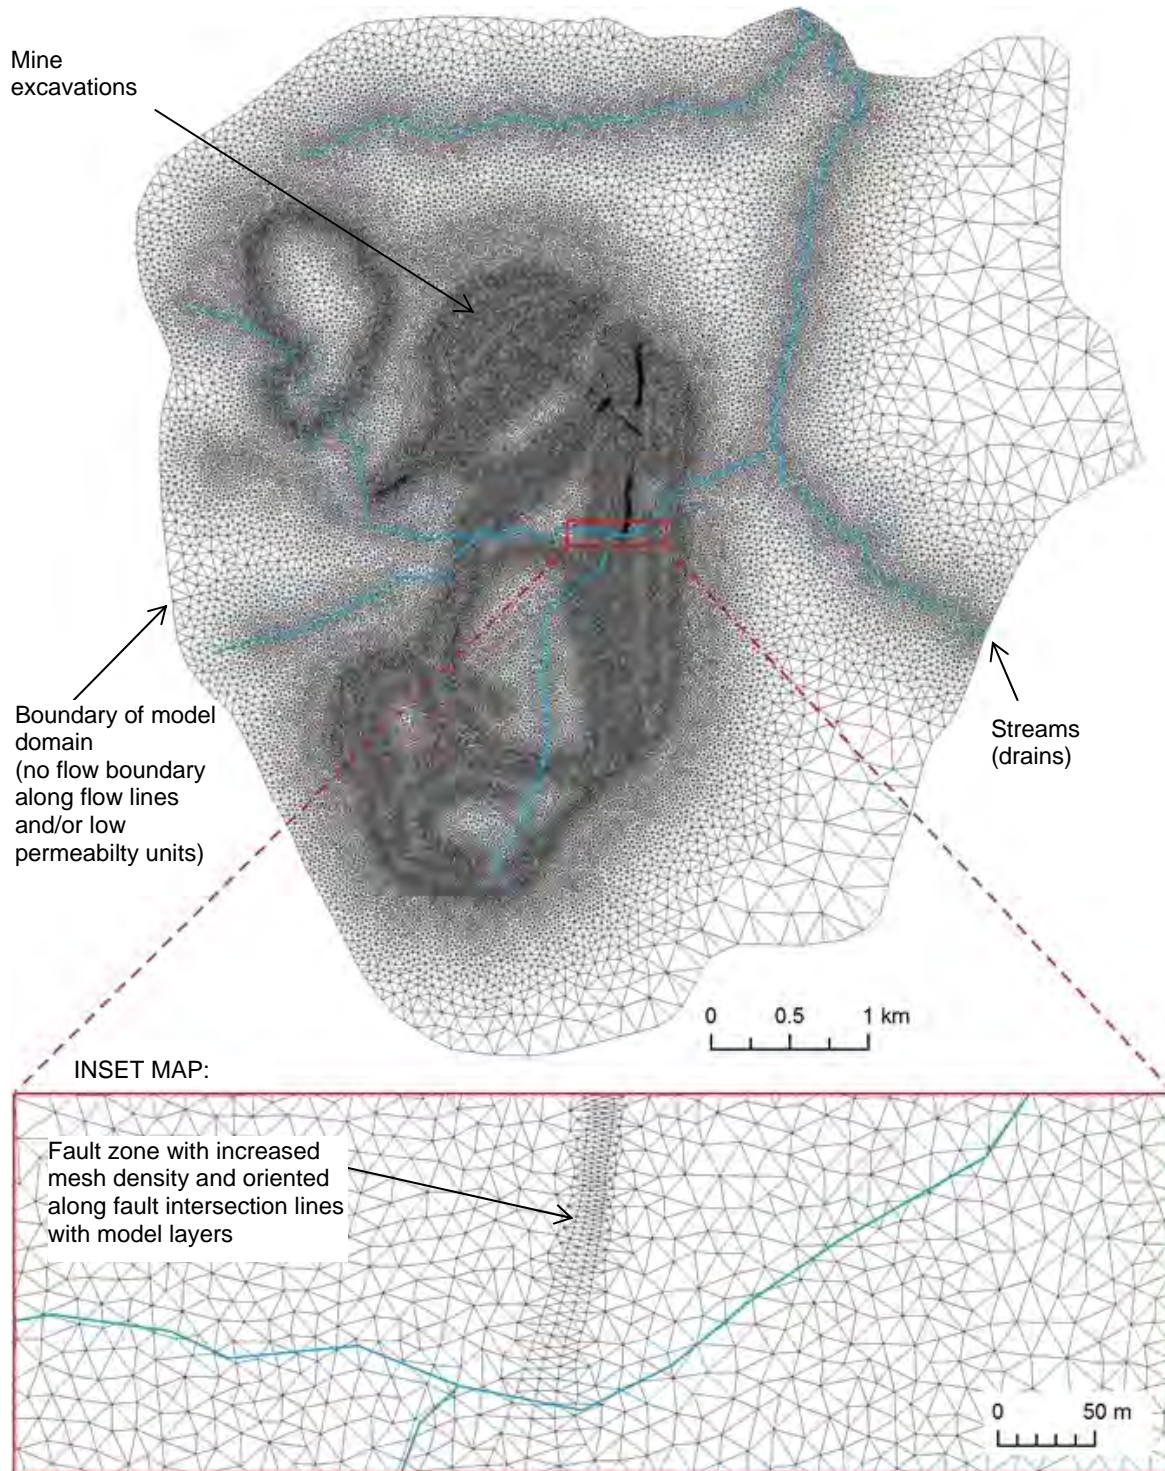 Mine
excavations
Boundary of model
domain
(no flow boundary
along flow lines
and/or low
permeabilty units)
Streams
(drains)
0 0.5 1 km
INSET MAP:
Fault zone with increased
mesh density and oriented
along fault intersection lines
with model layers
0 50 m